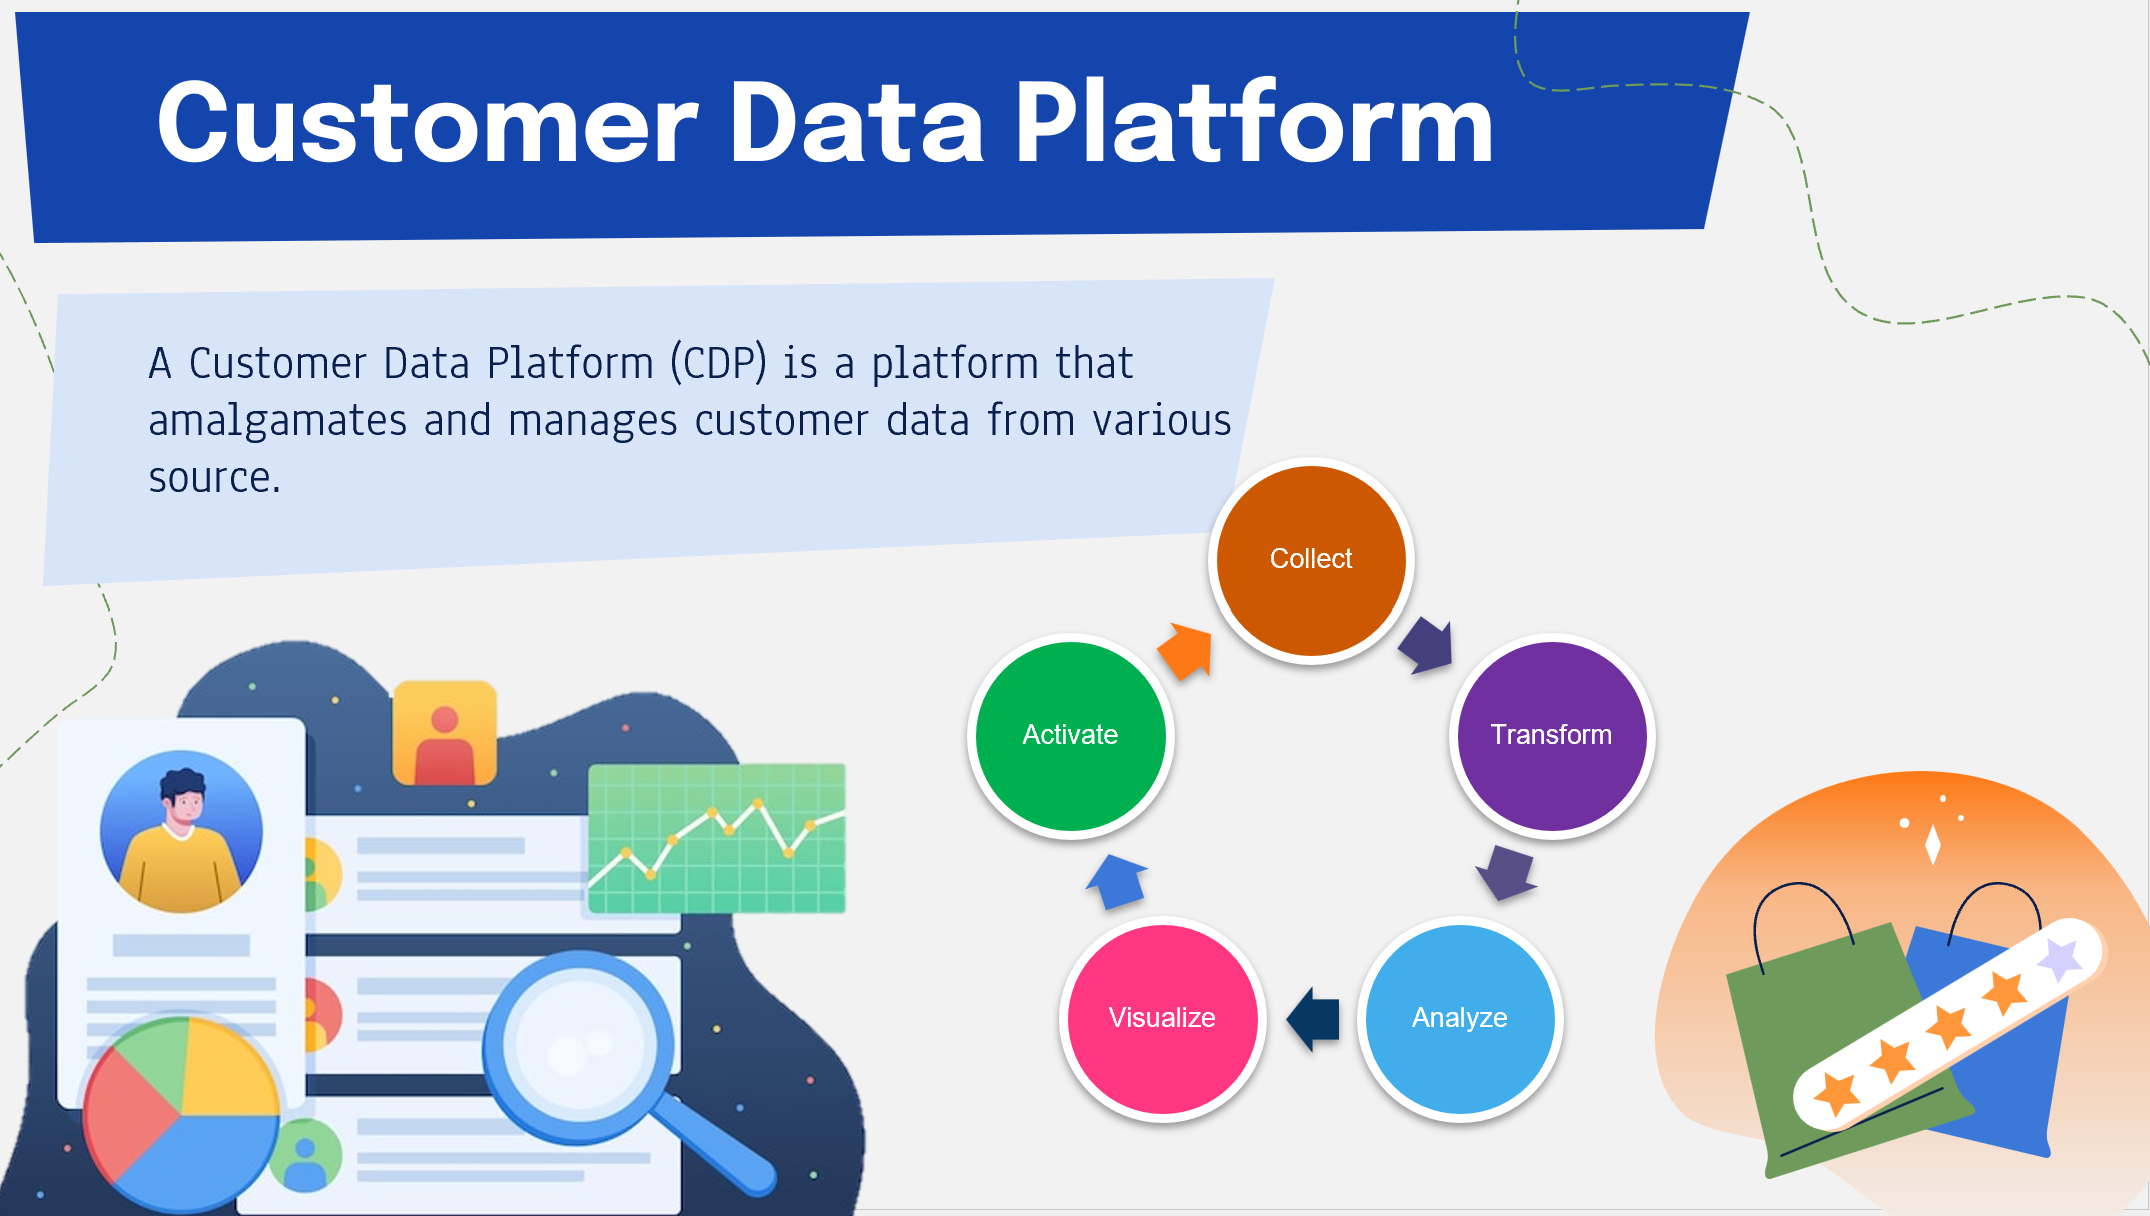 Customer Data Platform
A Customer Data Platform (CDP) is a platform that
amalgamates and manages customer data from various
source.
Collect
Transform
Analyze
Visualize
Activate